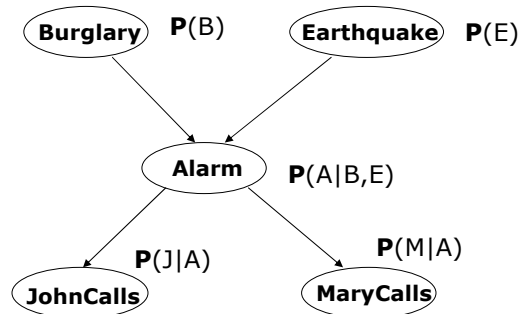 Burglary P(B)
Earthquake P(E)
Alarm
P(A|B,E)
P(J|A)
P(M|A)
JohnCalls
MaryCalls